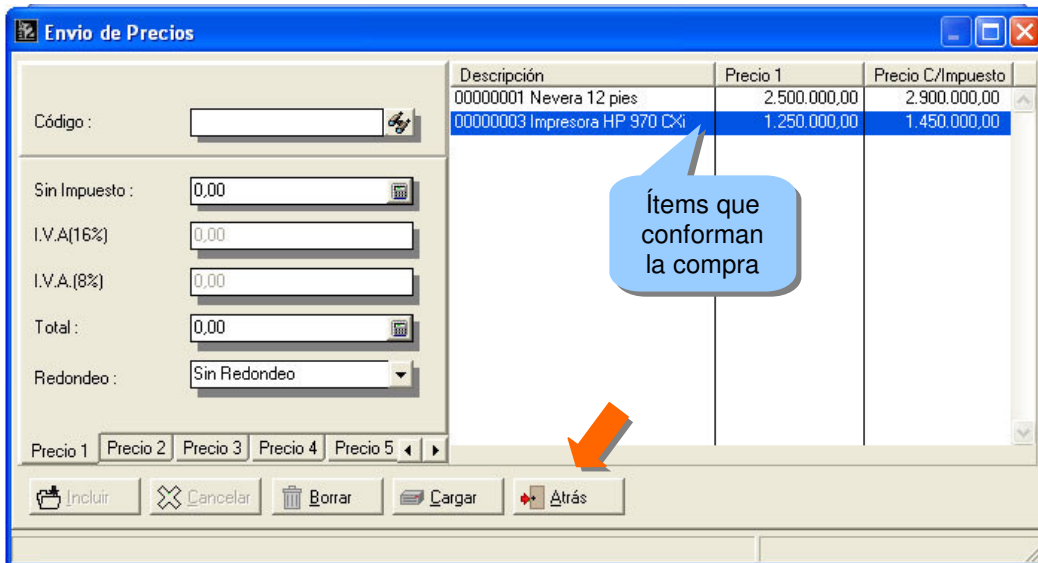 Envio de Precios
Código :
Sin Impuesto : 0,00
I.V.A(16%) 0,00
I.V.A.(8%) 0,00
Total : 0,00
Redondeo : Sin Redondeo
Precio 1 Precio 2 Precio 3 Precio 4 Precio 5
Descripción Precio 1 Precio C/Impuesto
00000001 Nevera 12 pies 2.500.000,00 2.900.000,00
00000003 Impresora HP 970 CXi 1.250.000,00 1.450.000,00
Ítems que
conforman
la compra
Incluir Cancelar Borrar Cargar Atrás